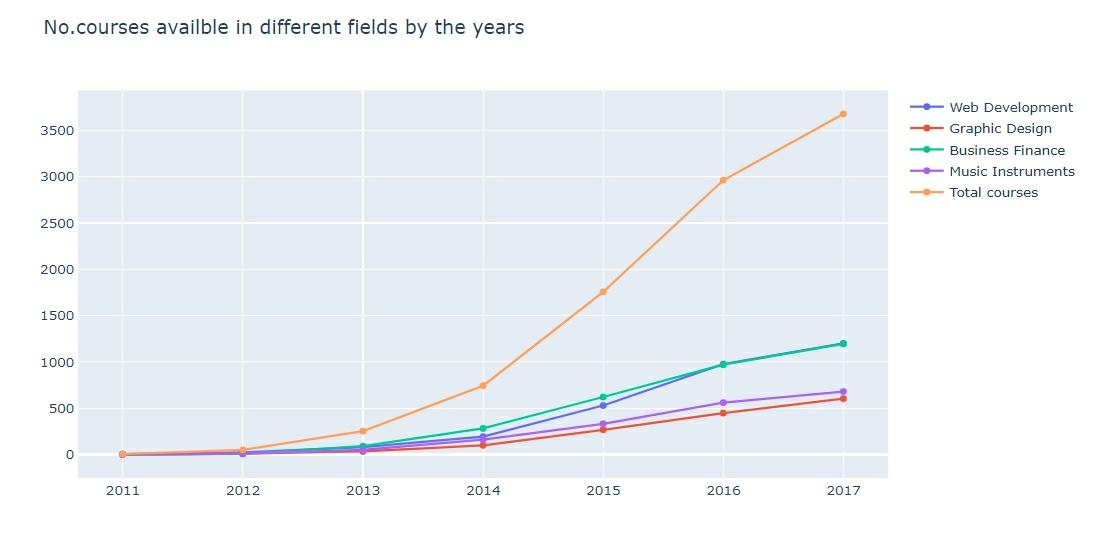 No.courses availble in different fields by the years
Web Development
Graphic Design
Business Finance
Music Instruments
Total courses
3500
3000
2500
2000
1500
1000
500
0
2011 2012 2013 2014 2015 2016 2017